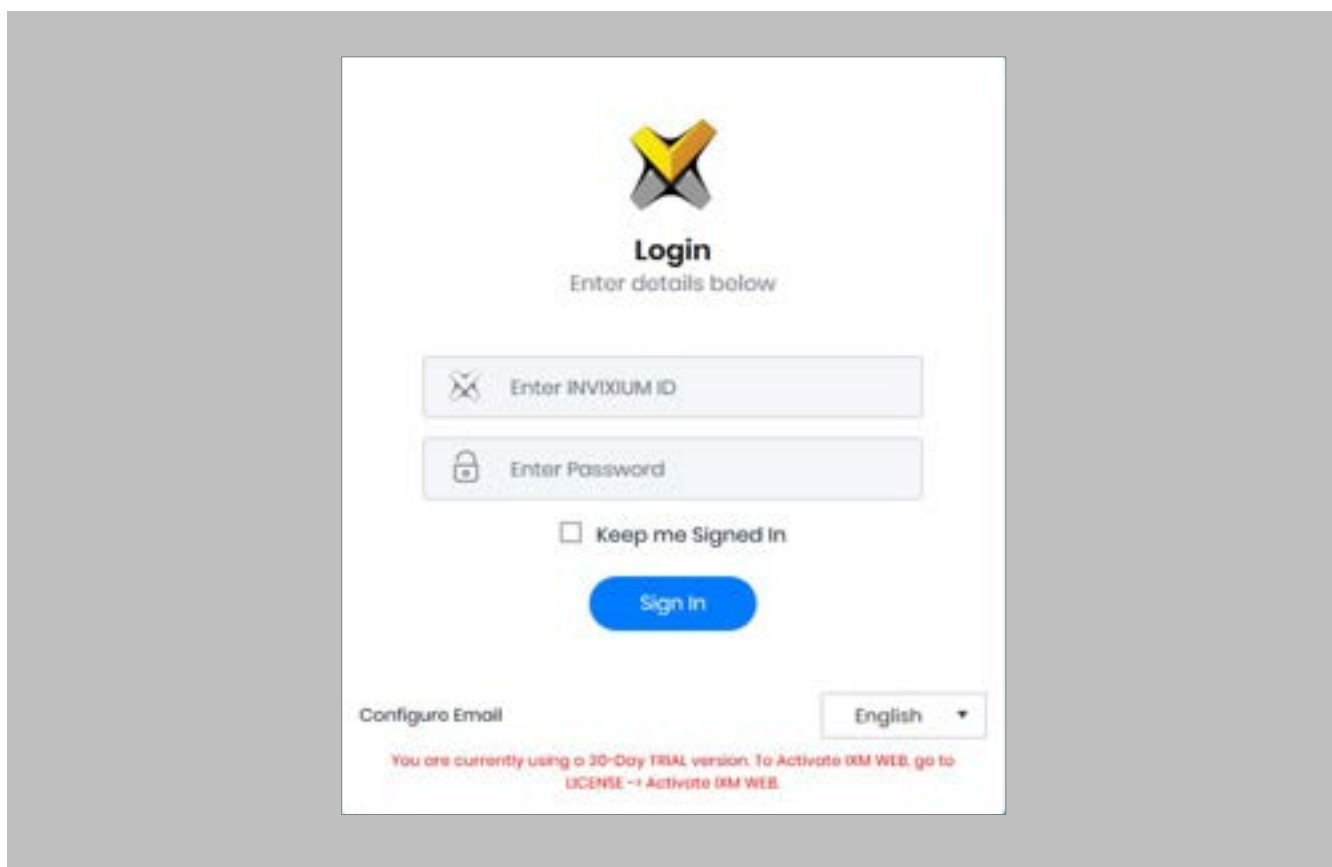 Login
Enter details below
Enter INVIXIUM ID
Enter Password
Keep me Signed In
Sign In
Configure Email
English
You are currently using a 30-Day TRIAL version. To Activate IXM WEB, go to
LICENSE -> Activate IXM WEB.